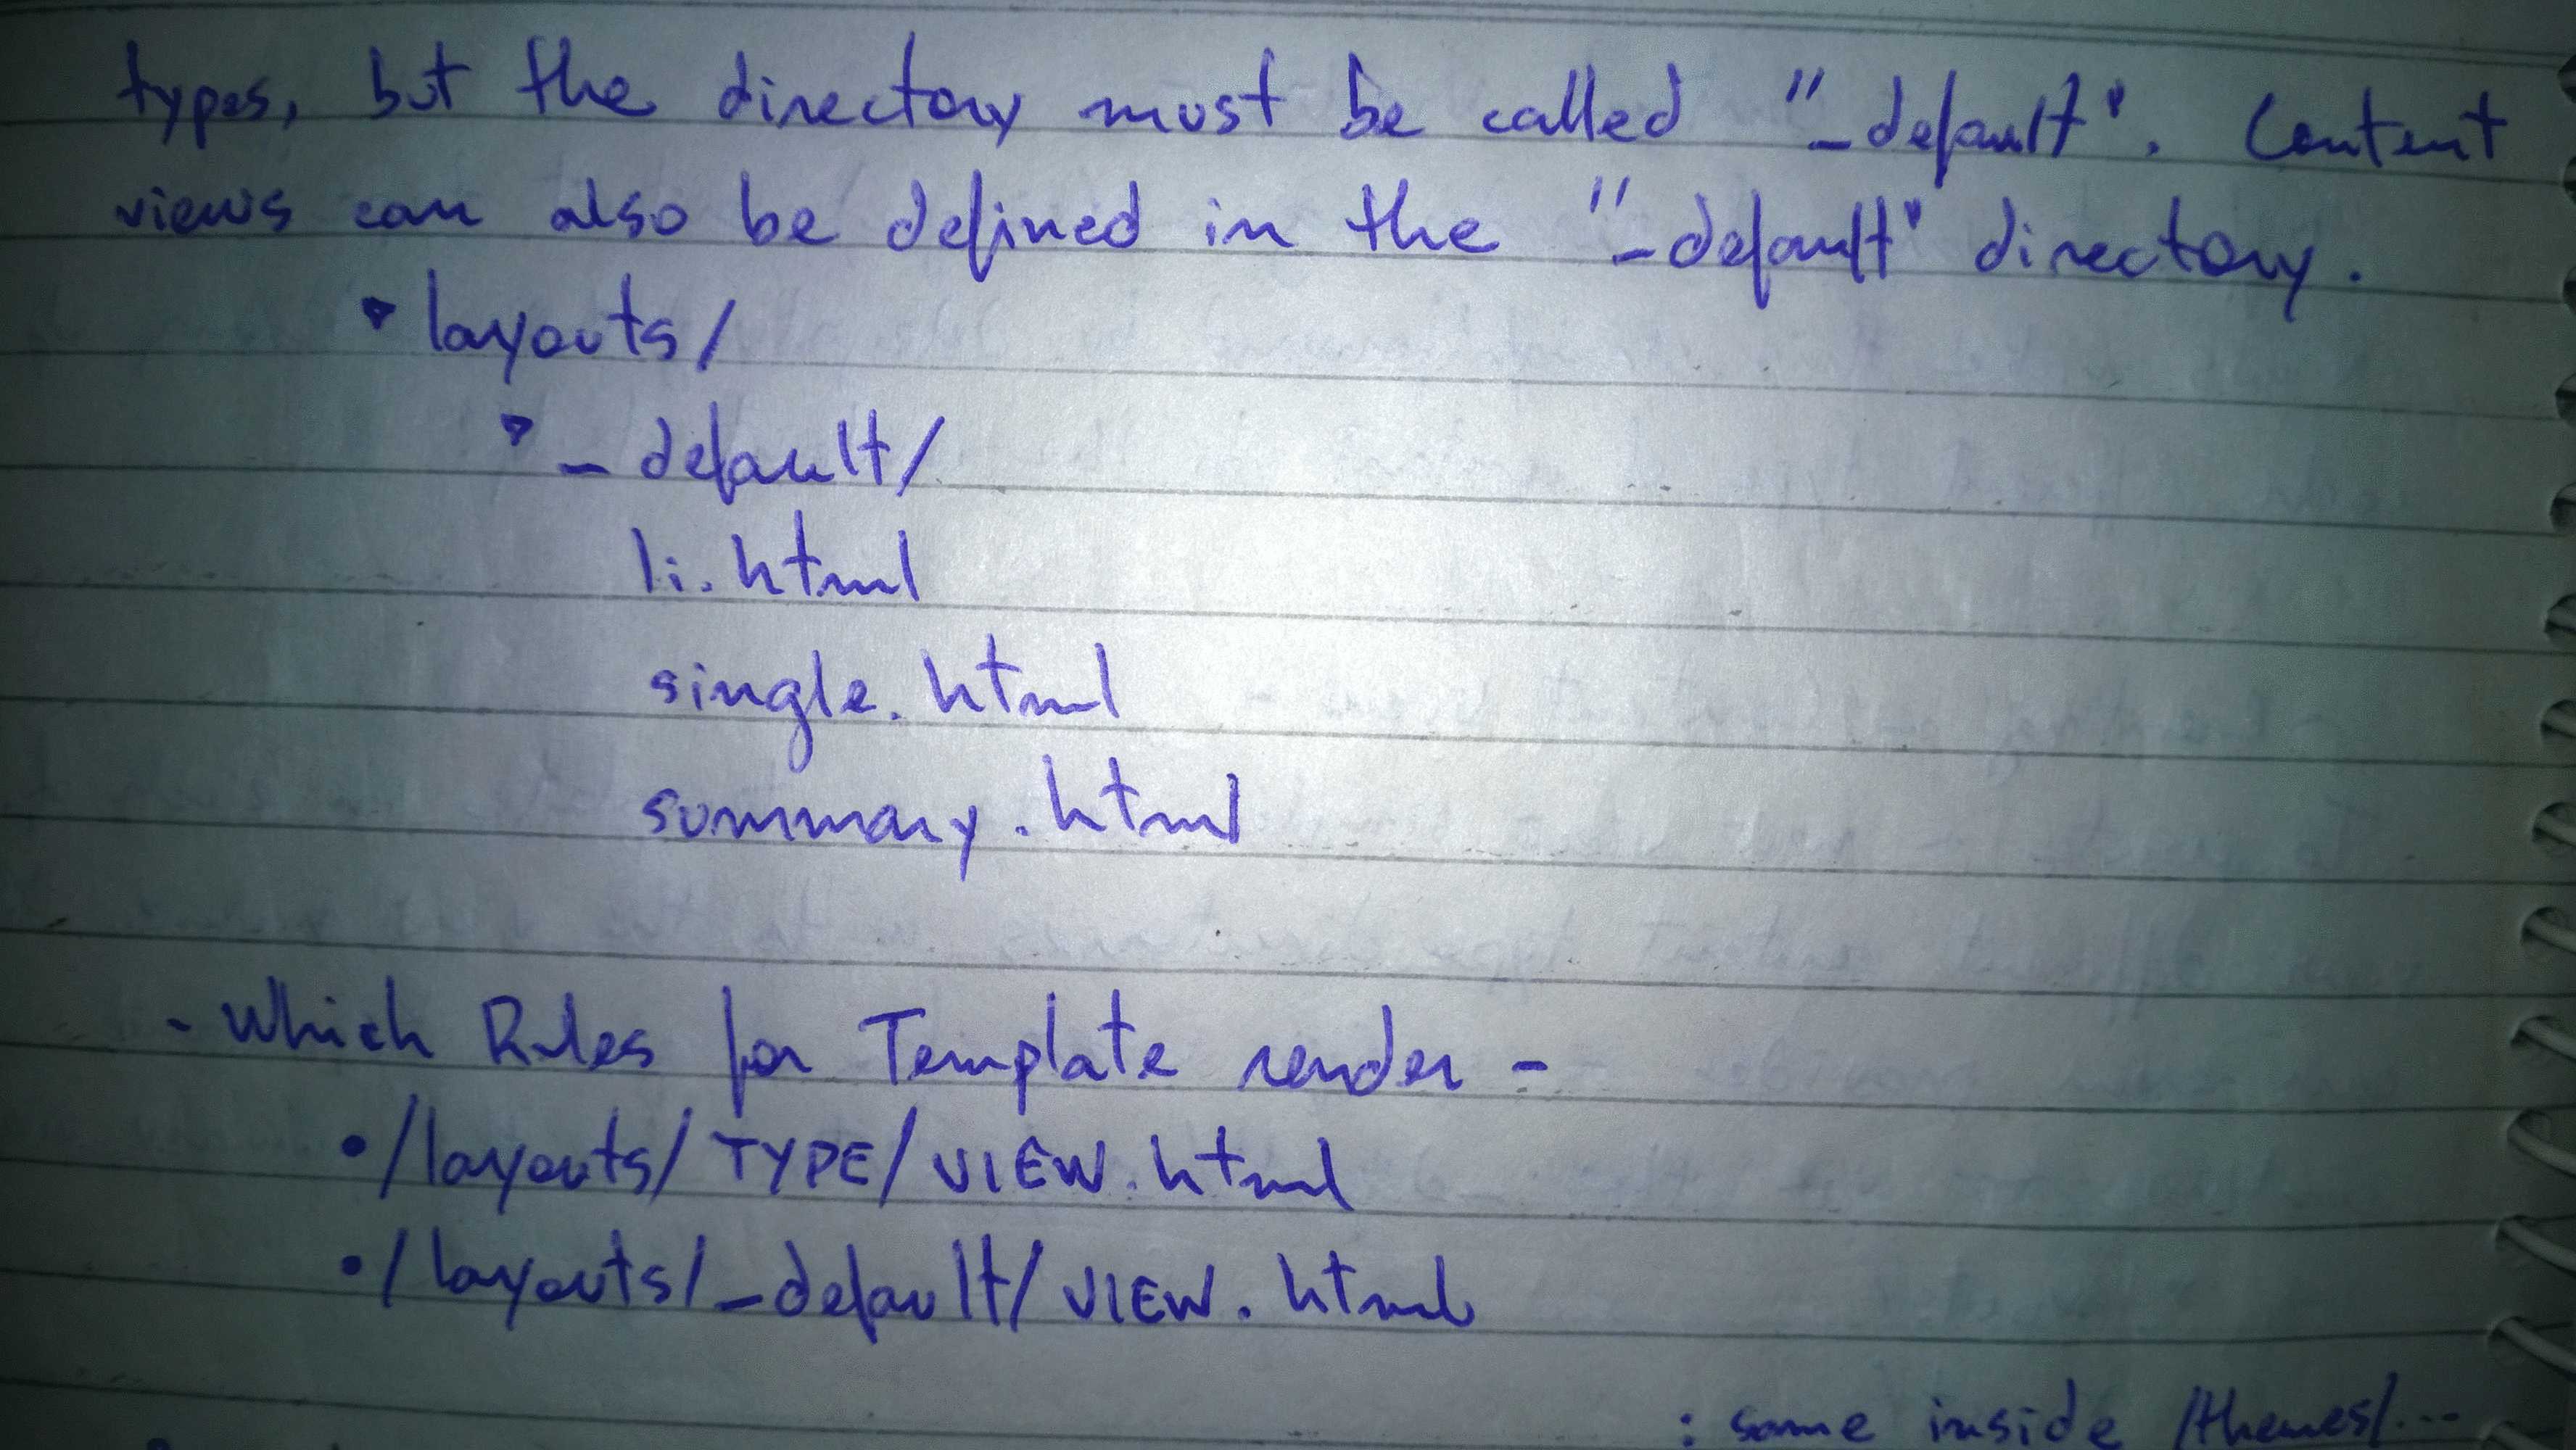 types, but the directory must be called "_default". Content
views can also be defined in the "_default" directory.
▸ layouts/
▸ _default/
li.html
single.html
summary.html
- Which Rules for Template render -
• /layouts/TYPE/VIEW.html
• /layouts/_default/VIEW.html
: same inside /themes/...